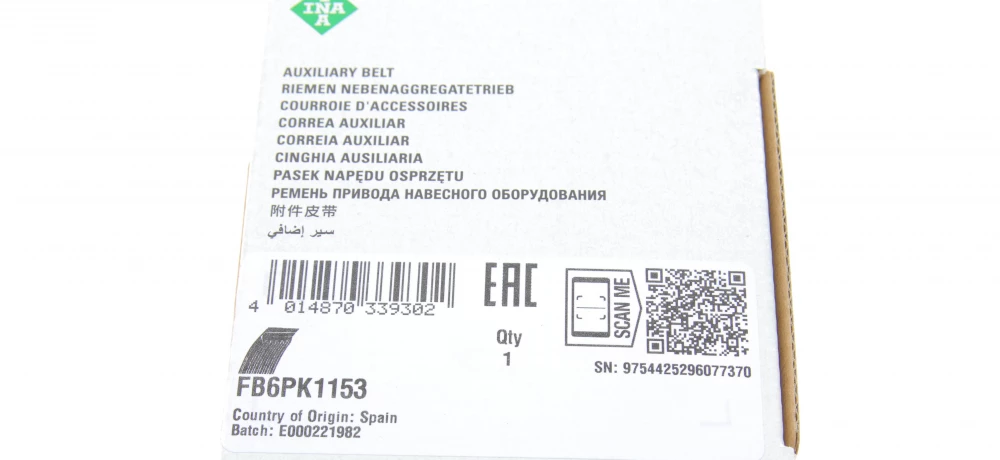 INA
A
AUXILIARY BELT
RIEMEN NEBENAGGREGATETRIEB
COURROIE D'ACCESSOIRES
CORREA AUXILIAR
CORREIA AUXILIAR
CINGHIA AUSILIARIA
PASEK NAPĘDU OSPRZĘTU
РЕМЕНЬ ПРИВОДА НАВЕСНОГО ОБОРУДОВАНИЯ
附件皮带
سير إضافي
4 014870 339302
EAC
SCAN ME
Qty
1
SN: 9754425296077370
FB6PK1153
Country of Origin: Spain
Batch: E000221982